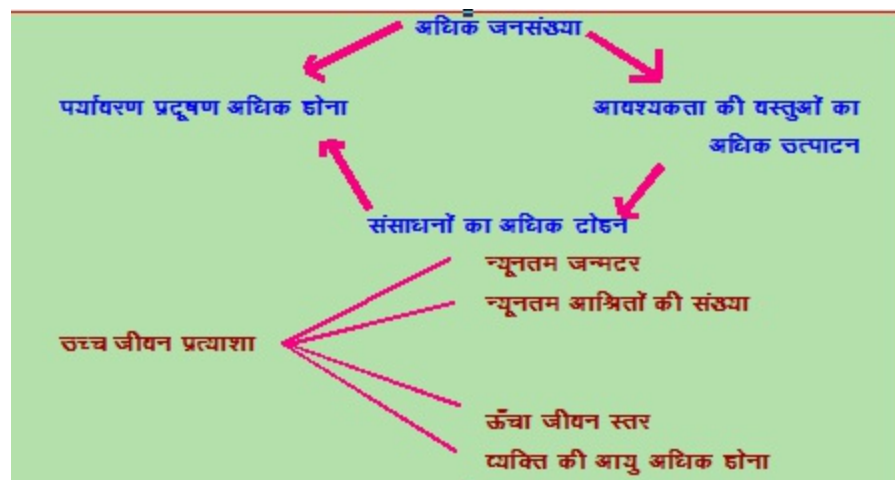 अधिक जनसंख्या
पर्यावरण प्रदूषण अधिक होना
आवश्यकता की वस्तुओं का
अधिक उत्पादन
संसाधनों का अधिक दोहन
न्यूनतम जन्मदर
न्यूनतम आश्रितों की संख्या
उच्च जीवन प्रत्याशा
ऊँचा जीवन स्तर
व्यक्ति की आयु अधिक होना